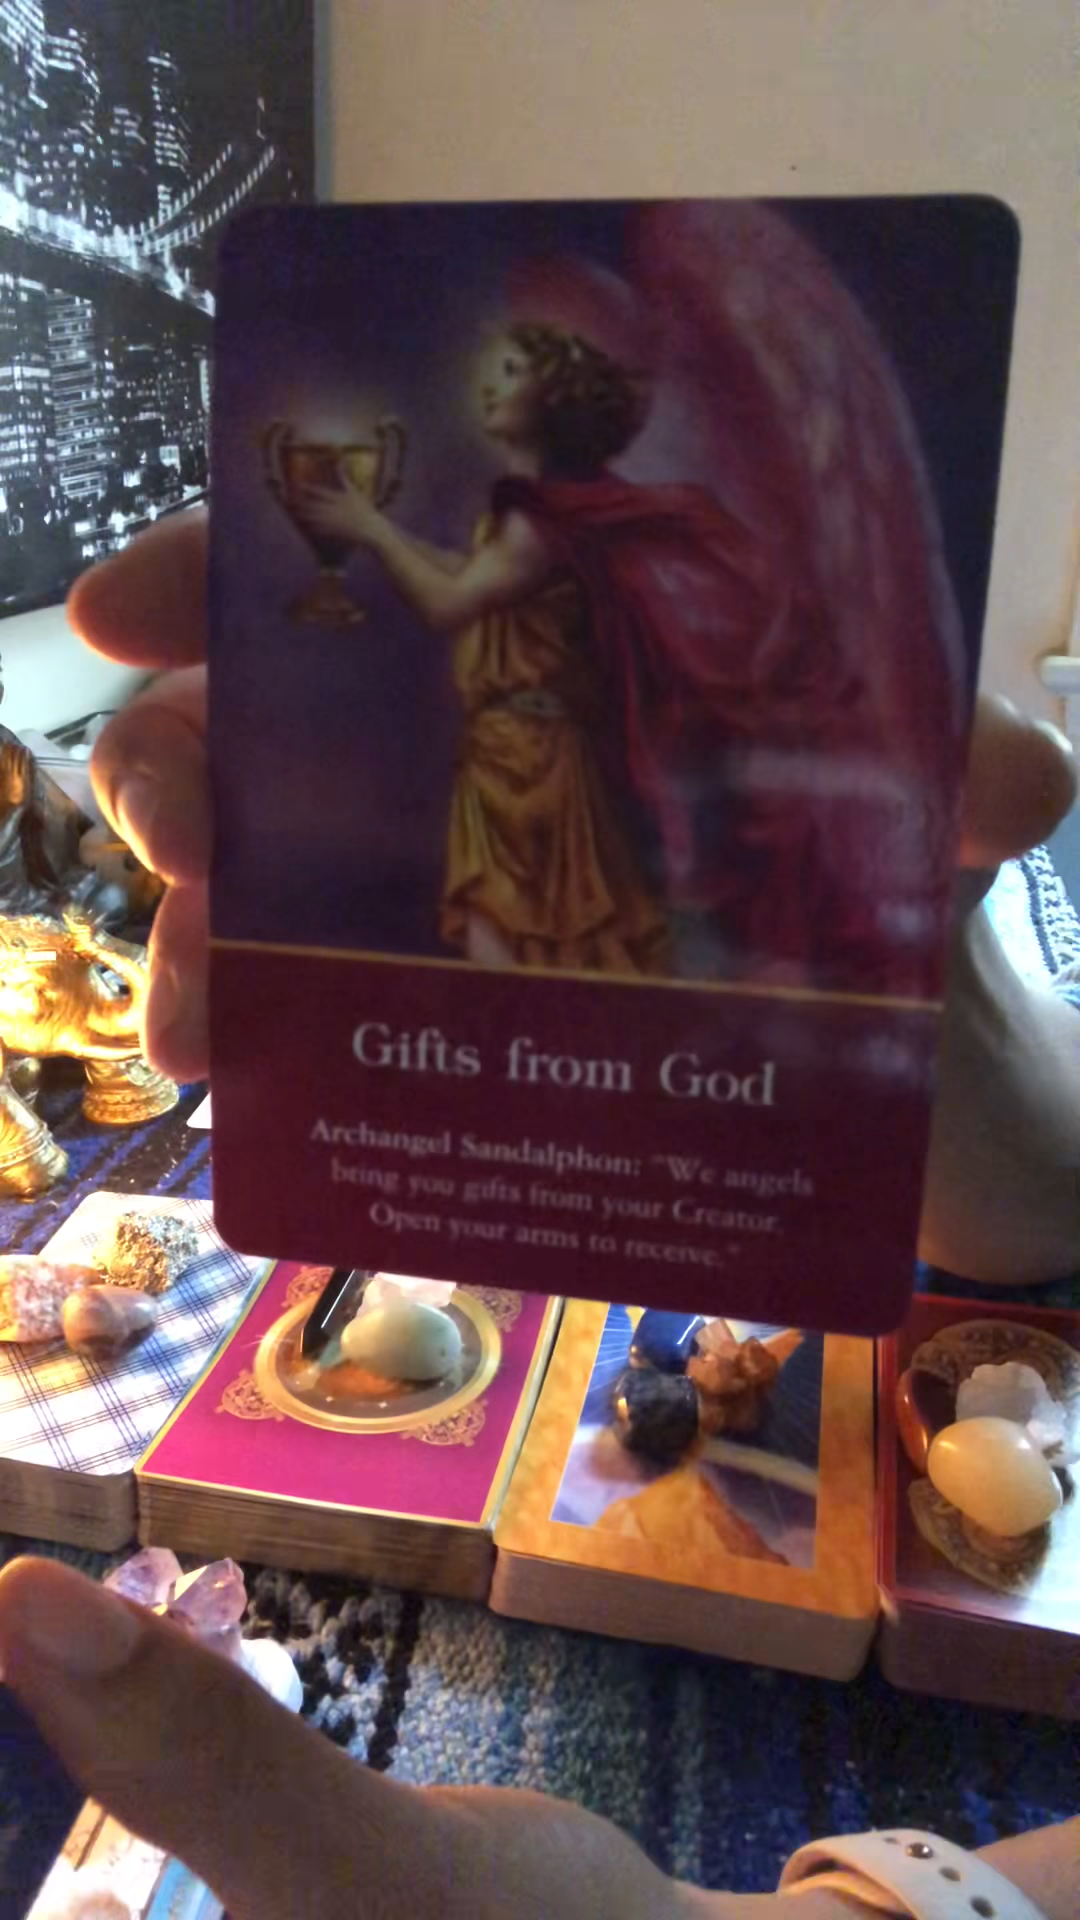 Gifts from God
Archangel Sandalphon: "We angels
bring you gifts from your Creator.
Open your arms to receive."